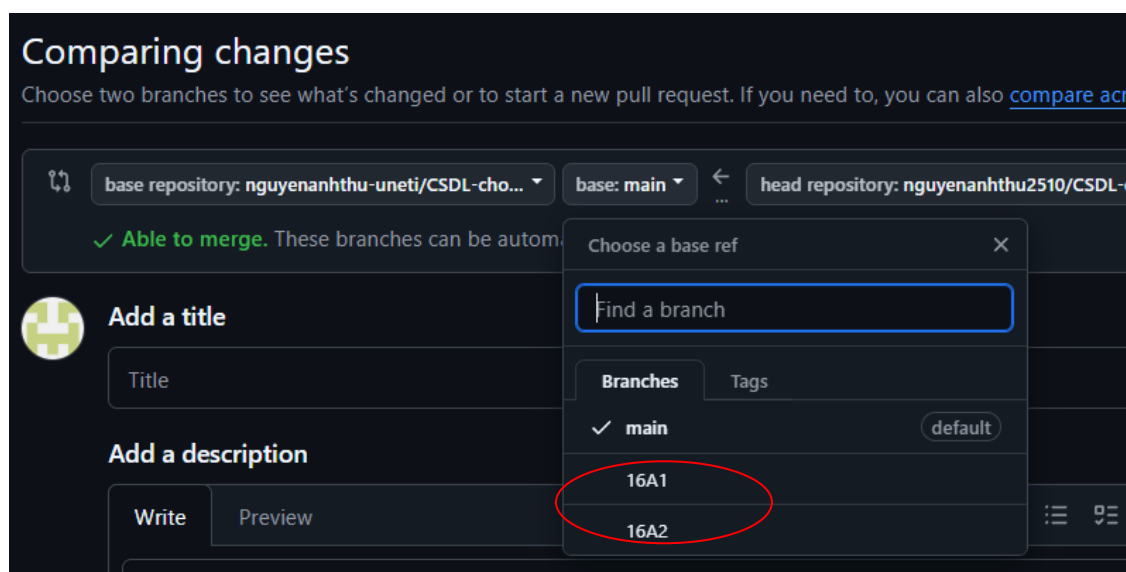 Comparing changes
Choose two branches to see what's changed or to start a new pull request. If you need to, you can also compare acr
base repository: nguyenanhthu-uneti/CSDL-cho... base: main head repository: nguyenanhthu2510/CSDL-
Able to merge. These branches can be autom
Choose a base ref
Find a branch
Add a title
Title
Branches Tags
main default
Add a description
16A1
Write Preview
16A2